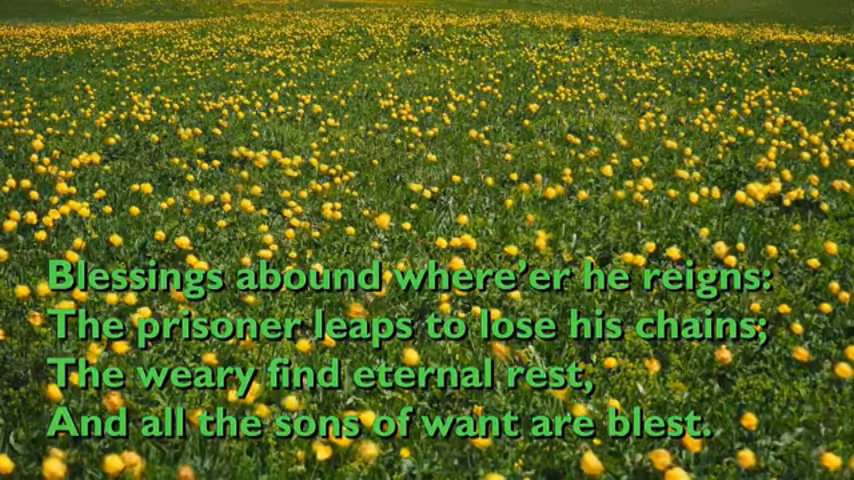 Blessings abound where’er he reigns:
The prisoner leaps to lose his chains;
The weary find eternal rest,
And all the sons of want are blest.